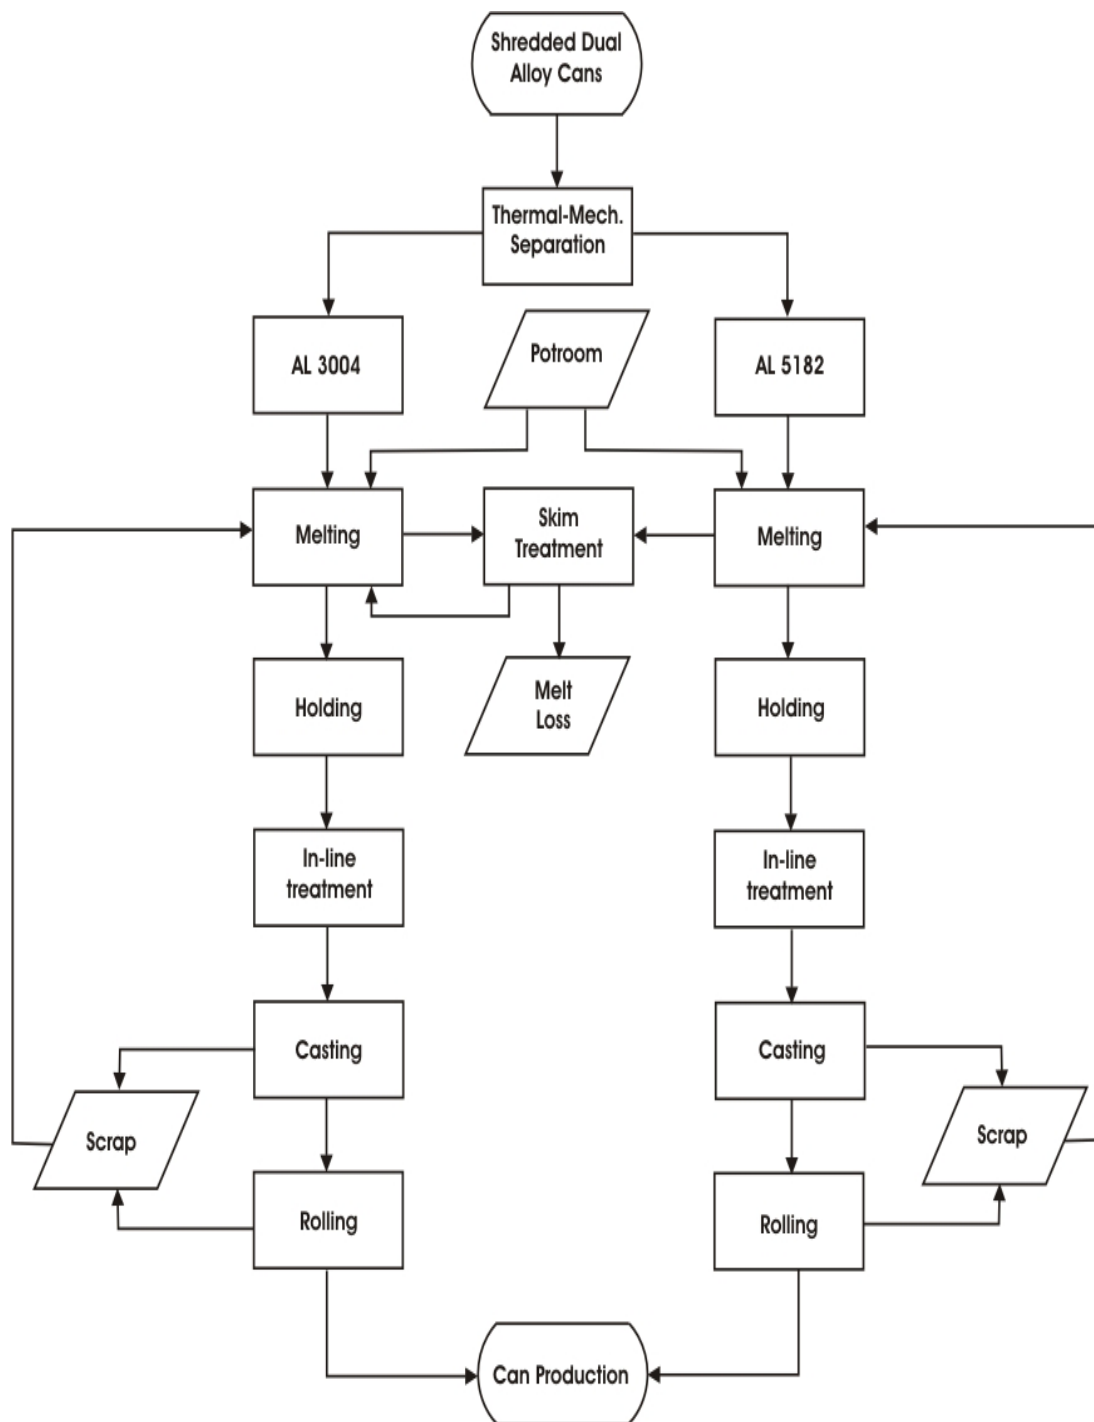 Shredded Dual
Alloy Cans
Thermal-Mech.
Separation
AL 3004
Potroom
AL 5182
Melting
Skim
Treatment
Melting
Holding
Melt
Loss
Holding
In-line
treatment
In-line
treatment
Casting
Casting
Scrap
Scrap
Rolling
Rolling
Can Production